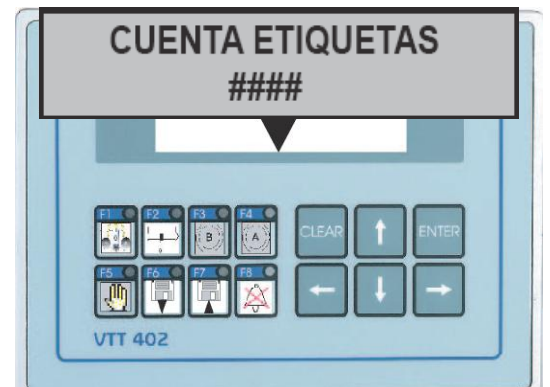 CUENTA ETIQUETAS
####
F1 F2 F3 F4
B A
CLEAR ENTER
F5 F6 F7 F8
VTT 402